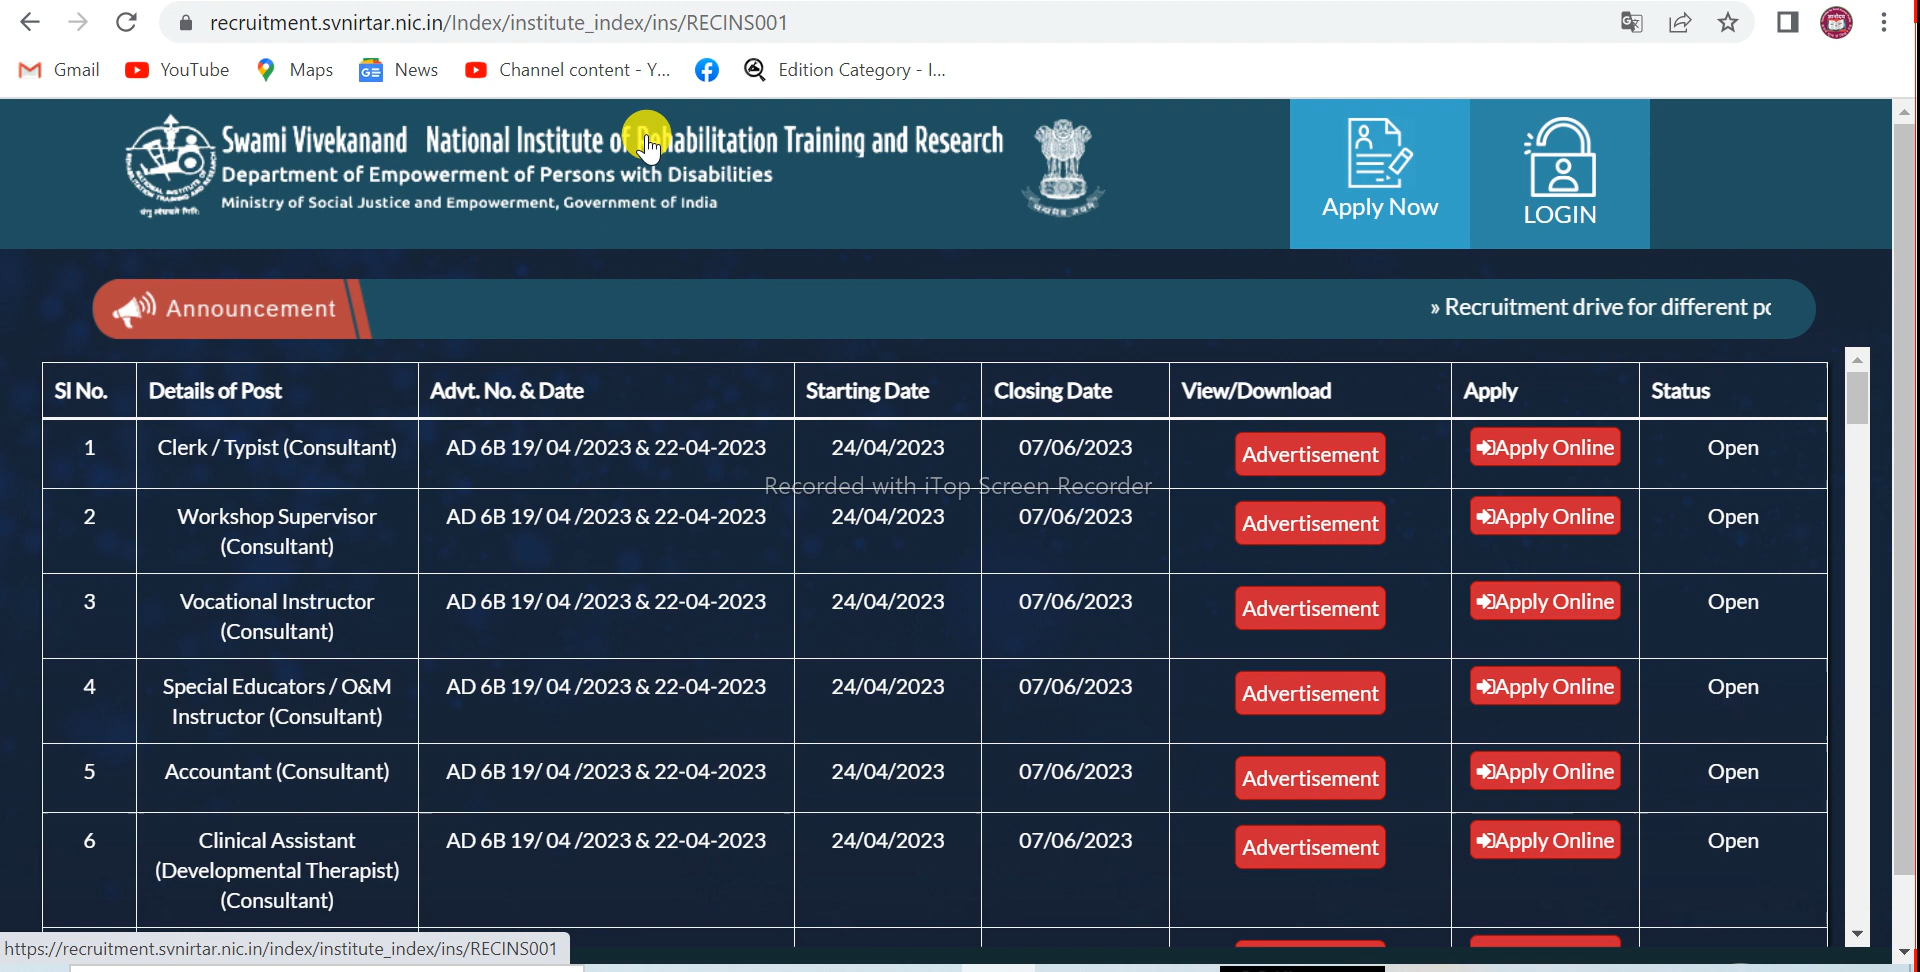 recruitment.svnirtar.nic.in/Index/institute_index/ins/RECINS001
Gmail YouTube Maps News Channel content - Y... Edition Category - I...
Swami Vivekanand National Institute of Rehabilitation Training and Research
Department of Empowerment of Persons with Disabilities
Ministry of Social Justice and Empowerment, Government of India
Apply Now
LOGIN
Announcement
» Recruitment drive for different po
Sl No. Details of Post Advt. No. & Date Starting Date Closing Date View/Download Apply Status
1 Clerk / Typist (Consultant) AD 6B 19/ 04 /2023 & 22-04-2023 24/04/2023 07/06/2023 Advertisement Apply Online Open
Recorded with iTop Screen Recorder
2 Workshop Supervisor AD 6B 19/ 04 /2023 & 22-04-2023 24/04/2023 07/06/2023 Advertisement Apply Online Open
(Consultant)
3 Vocational Instructor AD 6B 19/ 04 /2023 & 22-04-2023 24/04/2023 07/06/2023 Advertisement Apply Online Open
(Consultant)
4 Special Educators / O&M AD 6B 19/ 04 /2023 & 22-04-2023 24/04/2023 07/06/2023 Advertisement Apply Online Open
Instructor (Consultant)
5 Accountant (Consultant) AD 6B 19/ 04 /2023 & 22-04-2023 24/04/2023 07/06/2023 Advertisement Apply Online Open
6 Clinical Assistant AD 6B 19/ 04 /2023 & 22-04-2023 24/04/2023 07/06/2023 Advertisement Apply Online Open
(Developmental Therapist)
(Consultant)
https://recruitment.svnirtar.nic.in/index/institute_index/ins/RECINS001